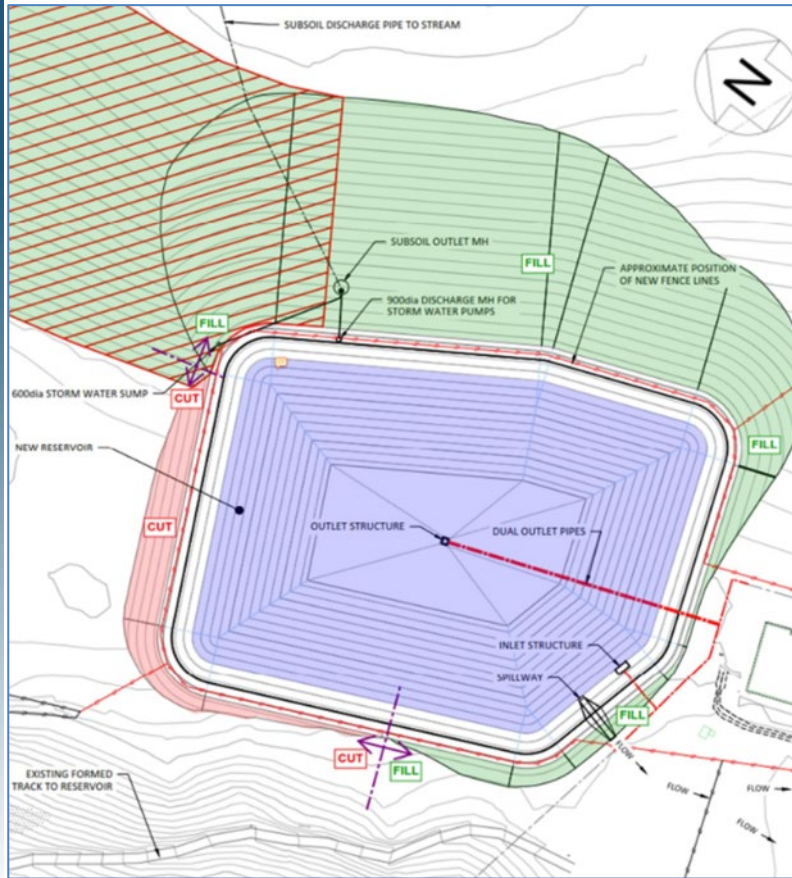 SUBSOIL DISCHARGE PIPE TO STREAM
N
SUBSOIL OUTLET MH
FILL
APPROXIMATE POSITION
OF NEW FENCE LINES
900dia DISCHARGE MH FOR
STORM WATER PUMPS
FILL
600dia STORM WATER SUMP
CUT
NEW RESERVOIR
FILL
CUT
OUTLET STRUCTURE
DUAL OUTLET PIPES
INLET STRUCTURE
SPILLWAY
FILL
CUT
FILL
FLOW
FLOW
FLOW
FLOW
EXISTING FORMED
TRACK TO RESERVOIR